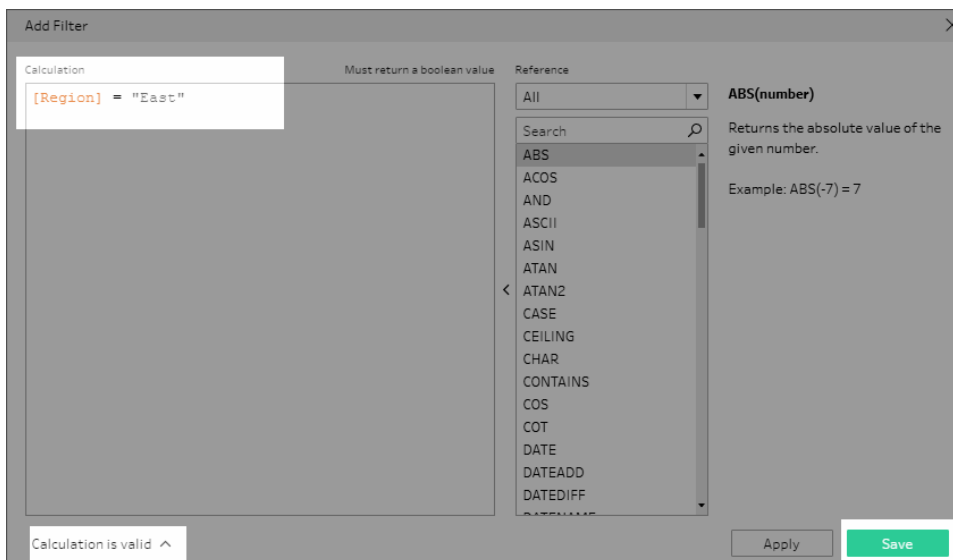 Add Filter
Calculation
Must return a boolean value
[Region] = "East"
Reference
All
Search
ABS
ACOS
AND
ASCII
ASIN
ATAN
ATAN2
CASE
CEILING
CHAR
CONTAINS
COS
COT
DATE
DATEADD
DATEDIFF
DATENAME
ABS(number)
Returns the absolute value of the
given number.
Example: ABS(-7) = 7
Calculation is valid
Apply
Save